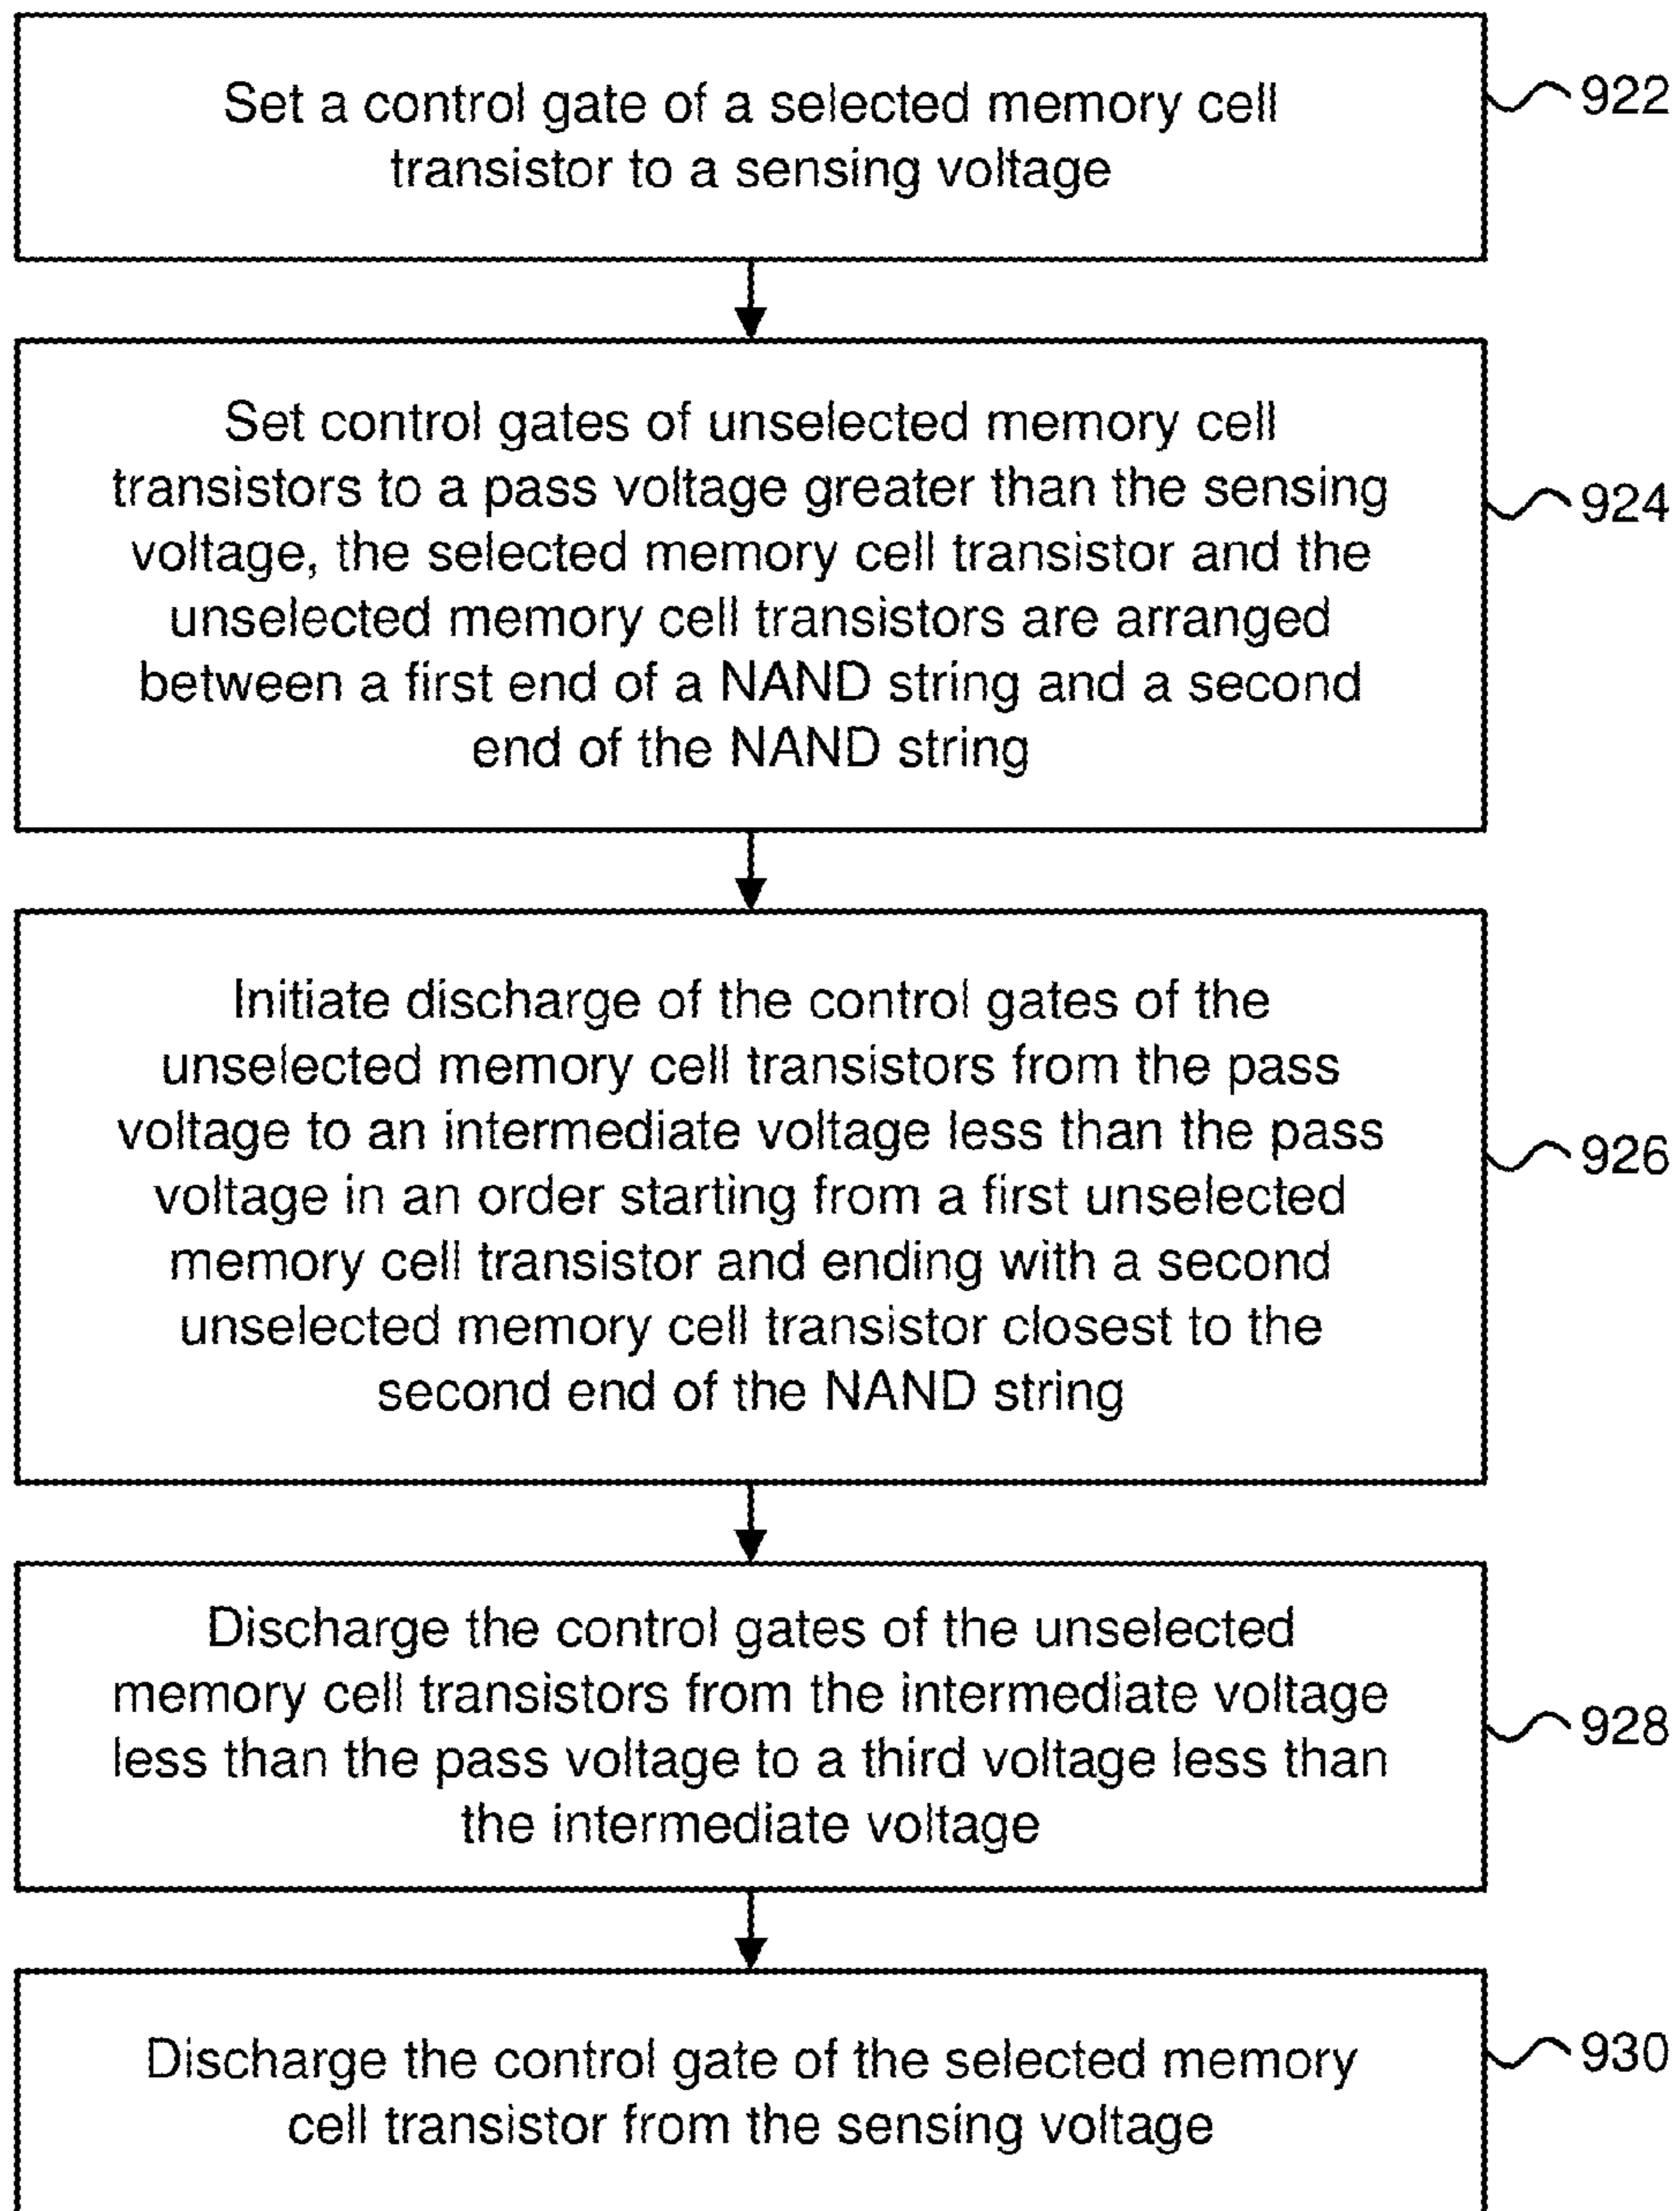 Set a control gate of a selected memory cell
transistor to a sensing voltage
922
Set control gates of unselected memory cell
transistors to a pass voltage greater than the sensing
voltage, the selected memory cell transistor and the
unselected memory cell transistors are arranged
between a first end of a NAND string and a second
end of the NAND string
924
Initiate discharge of the control gates of the
unselected memory cell transistors from the pass
voltage to an intermediate voltage less than the pass
voltage in an order starting from a first unselected
memory cell transistor and ending with a second
unselected memory cell transistor closest to the
second end of the NAND string
926
Discharge the control gates of the unselected
memory cell transistors from the intermediate voltage
less than the pass voltage to a third voltage less than
the intermediate voltage
928
Discharge the control gate of the selected memory
cell transistor from the sensing voltage
930